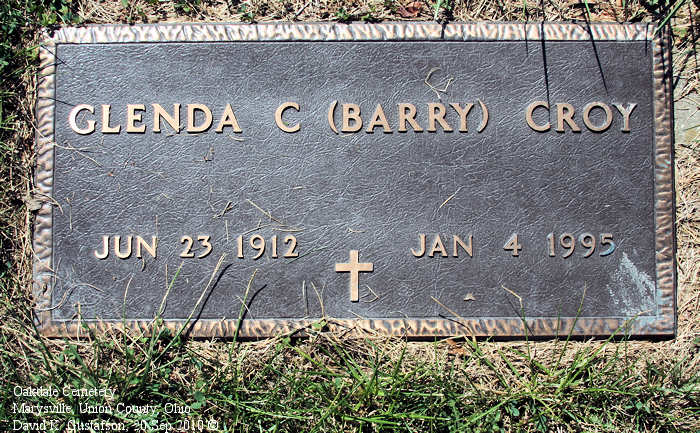 GLENDA C (BARRY) CROY
JUN 23 1912 JAN 4 1995
Oakdale Cemetery
Marysville, Union County, Ohio
David K. Gustafson, 20 Sep 2010 ©